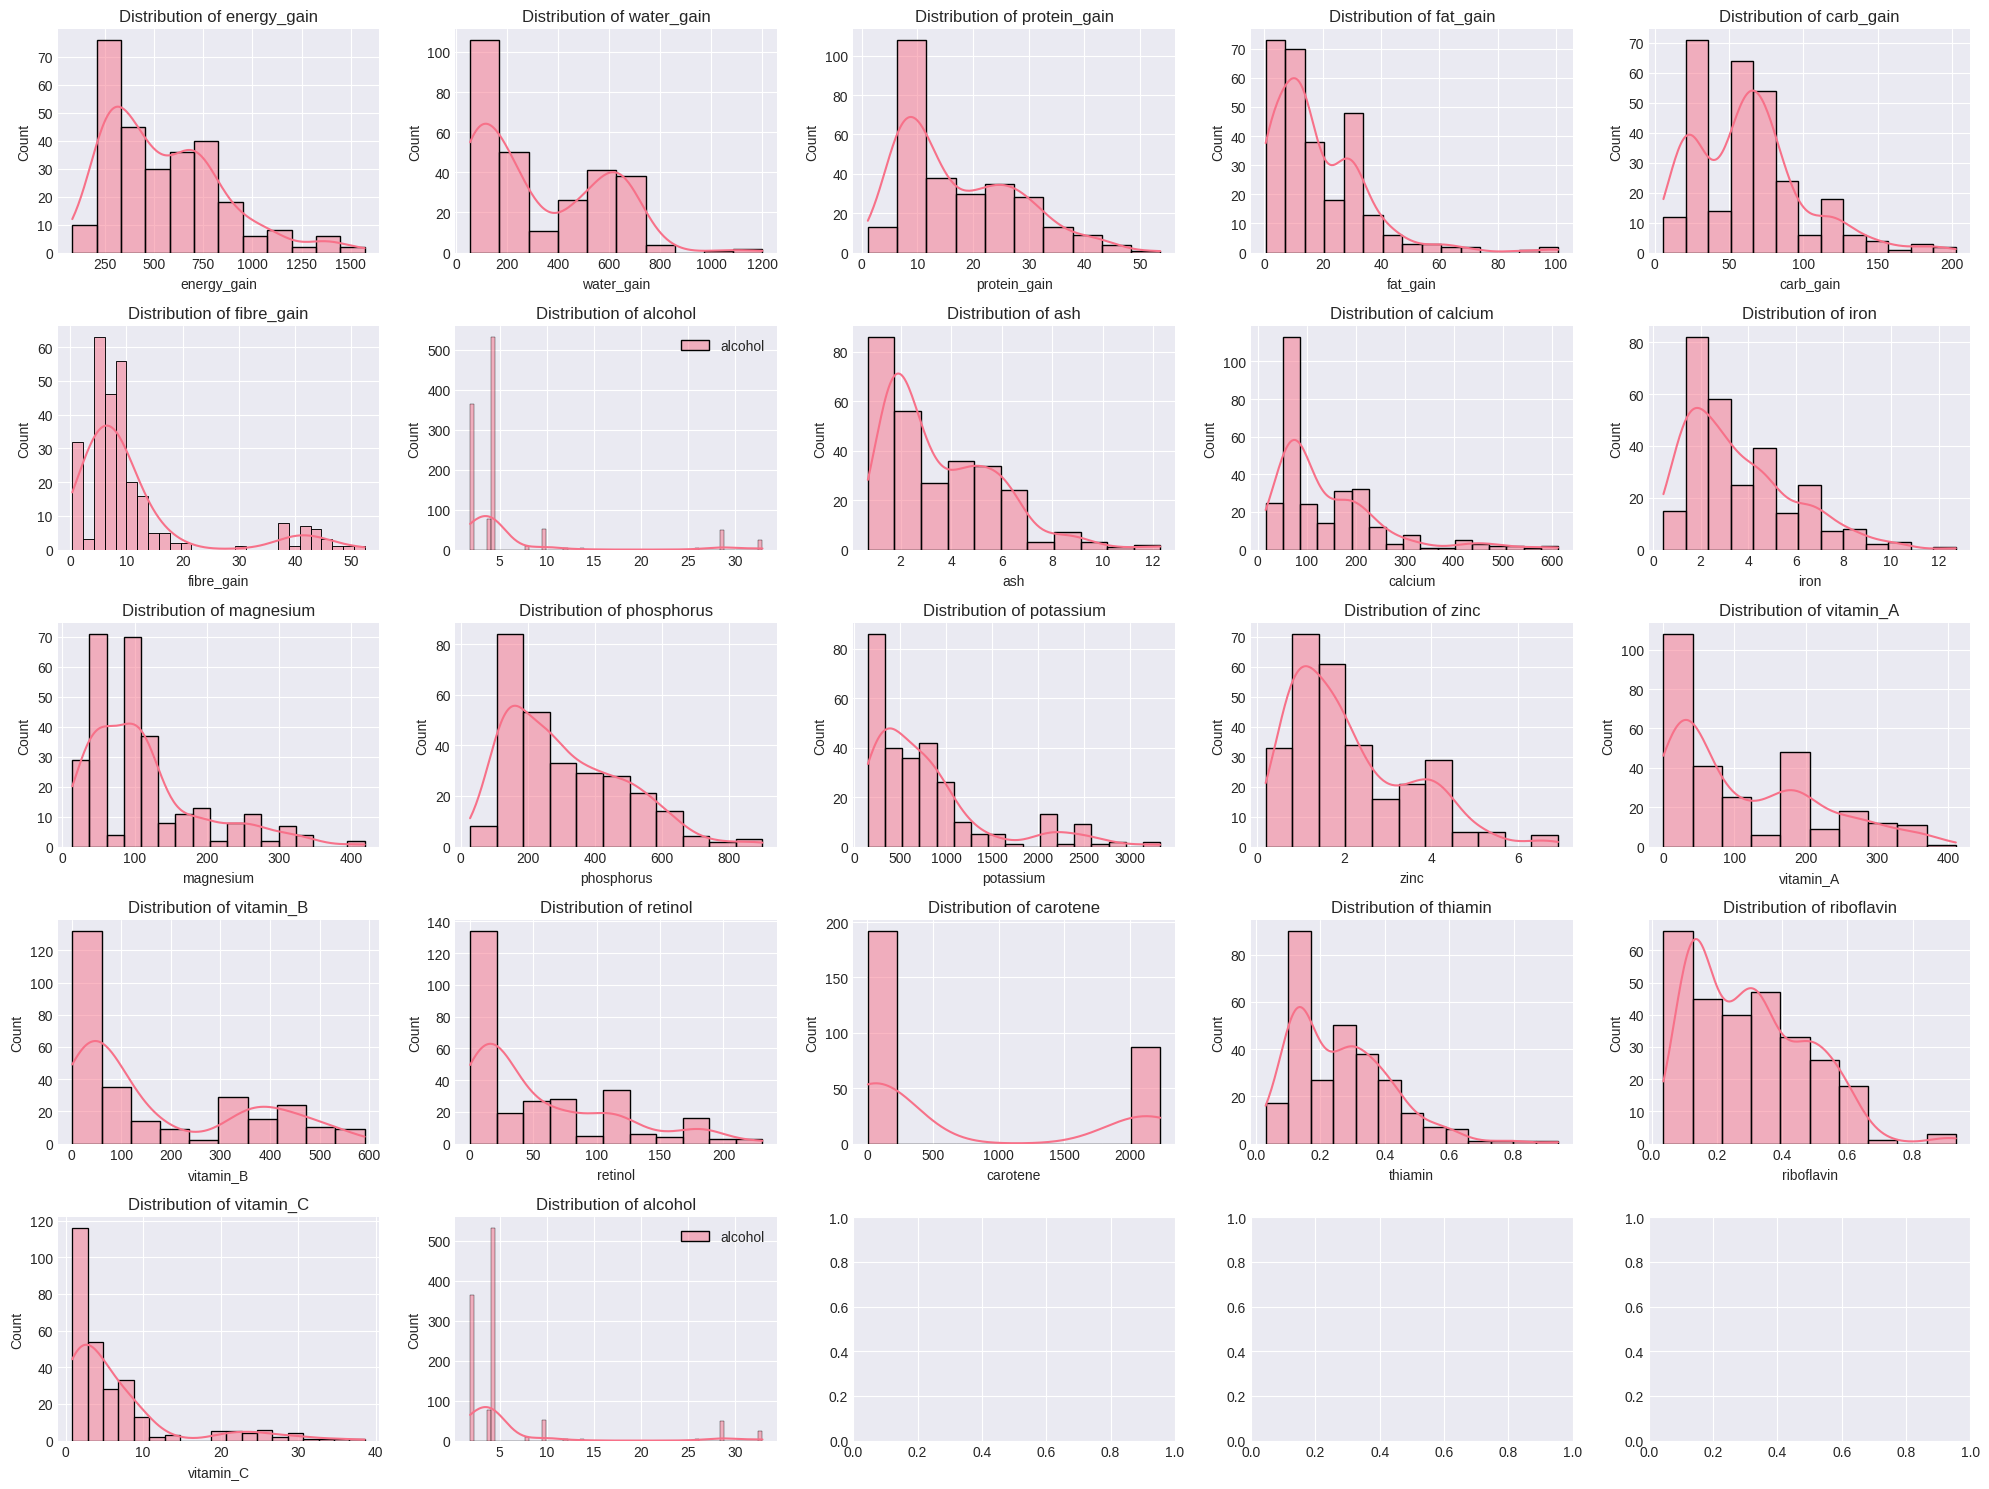 Distribution of energy_gain
70
60
50
40
30
20
10
0
Count
250 500 750 1000 1250 1500
energy_gain
Distribution of water_gain
100
80
60
40
20
0
Count
0 200 400 600 800 1000 1200
water_gain
Distribution of protein_gain
100
80
60
40
20
0
Count
0 10 20 30 40 50
protein_gain
Distribution of fat_gain
70
60
50
40
30
20
10
0
Count
0 20 40 60 80 100
fat_gain
Distribution of carb_gain
70
60
50
40
30
20
10
0
Count
0 50 100 150 200
carb_gain
Distribution of fibre_gain
60
50
40
30
20
10
0
Count
0 10 20 30 40 50
fibre_gain
Distribution of alcohol
alcohol
500
400
300
200
100
0
Count
5 10 15 20 25 30
Distribution of ash
80
60
40
20
0
Count
2 4 6 8 10 12
ash
Distribution of calcium
100
80
60
40
20
0
Count
0 100 200 300 400 500 600
calcium
Distribution of iron
80
60
40
20
0
Count
0 2 4 6 8 10 12
iron
Distribution of magnesium
70
60
50
40
30
20
10
0
Count
0 100 200 300 400
magnesium
Distribution of phosphorus
80
60
40
20
0
Count
0 200 400 600 800
phosphorus
Distribution of potassium
80
60
40
20
0
Count
0 500 1000 1500 2000 2500 3000
potassium
Distribution of zinc
70
60
50
40
30
20
10
0
Count
0 2 4 6
zinc
Distribution of vitamin_A
100
80
60
40
20
0
Count
0 100 200 300 400
vitamin_A
Distribution of vitamin_B
120
100
80
60
40
20
0
Count
0 100 200 300 400 500 600
vitamin_B
Distribution of retinol
140
120
100
80
60
40
20
0
Count
0 50 100 150 200
retinol
Distribution of carotene
200
150
100
50
0
Count
0 500 1000 1500 2000
carotene
Distribution of thiamin
80
60
40
20
0
Count
0.0 0.2 0.4 0.6 0.8
thiamin
Distribution of riboflavin
60
50
40
30
20
10
0
Count
0.0 0.2 0.4 0.6 0.8
riboflavin
Distribution of vitamin_C
120
100
80
60
40
20
0
Count
0 10 20 30 40
vitamin_C
Distribution of alcohol
alcohol
500
400
300
200
100
0
Count
5 10 15 20 25 30
1.0
0.8
0.6
0.4
0.2
0.0
0.0 0.2 0.4 0.6 0.8 1.0
1.0
0.8
0.6
0.4
0.2
0.0
0.0 0.2 0.4 0.6 0.8 1.0
1.0
0.8
0.6
0.4
0.2
0.0
0.0 0.2 0.4 0.6 0.8 1.0